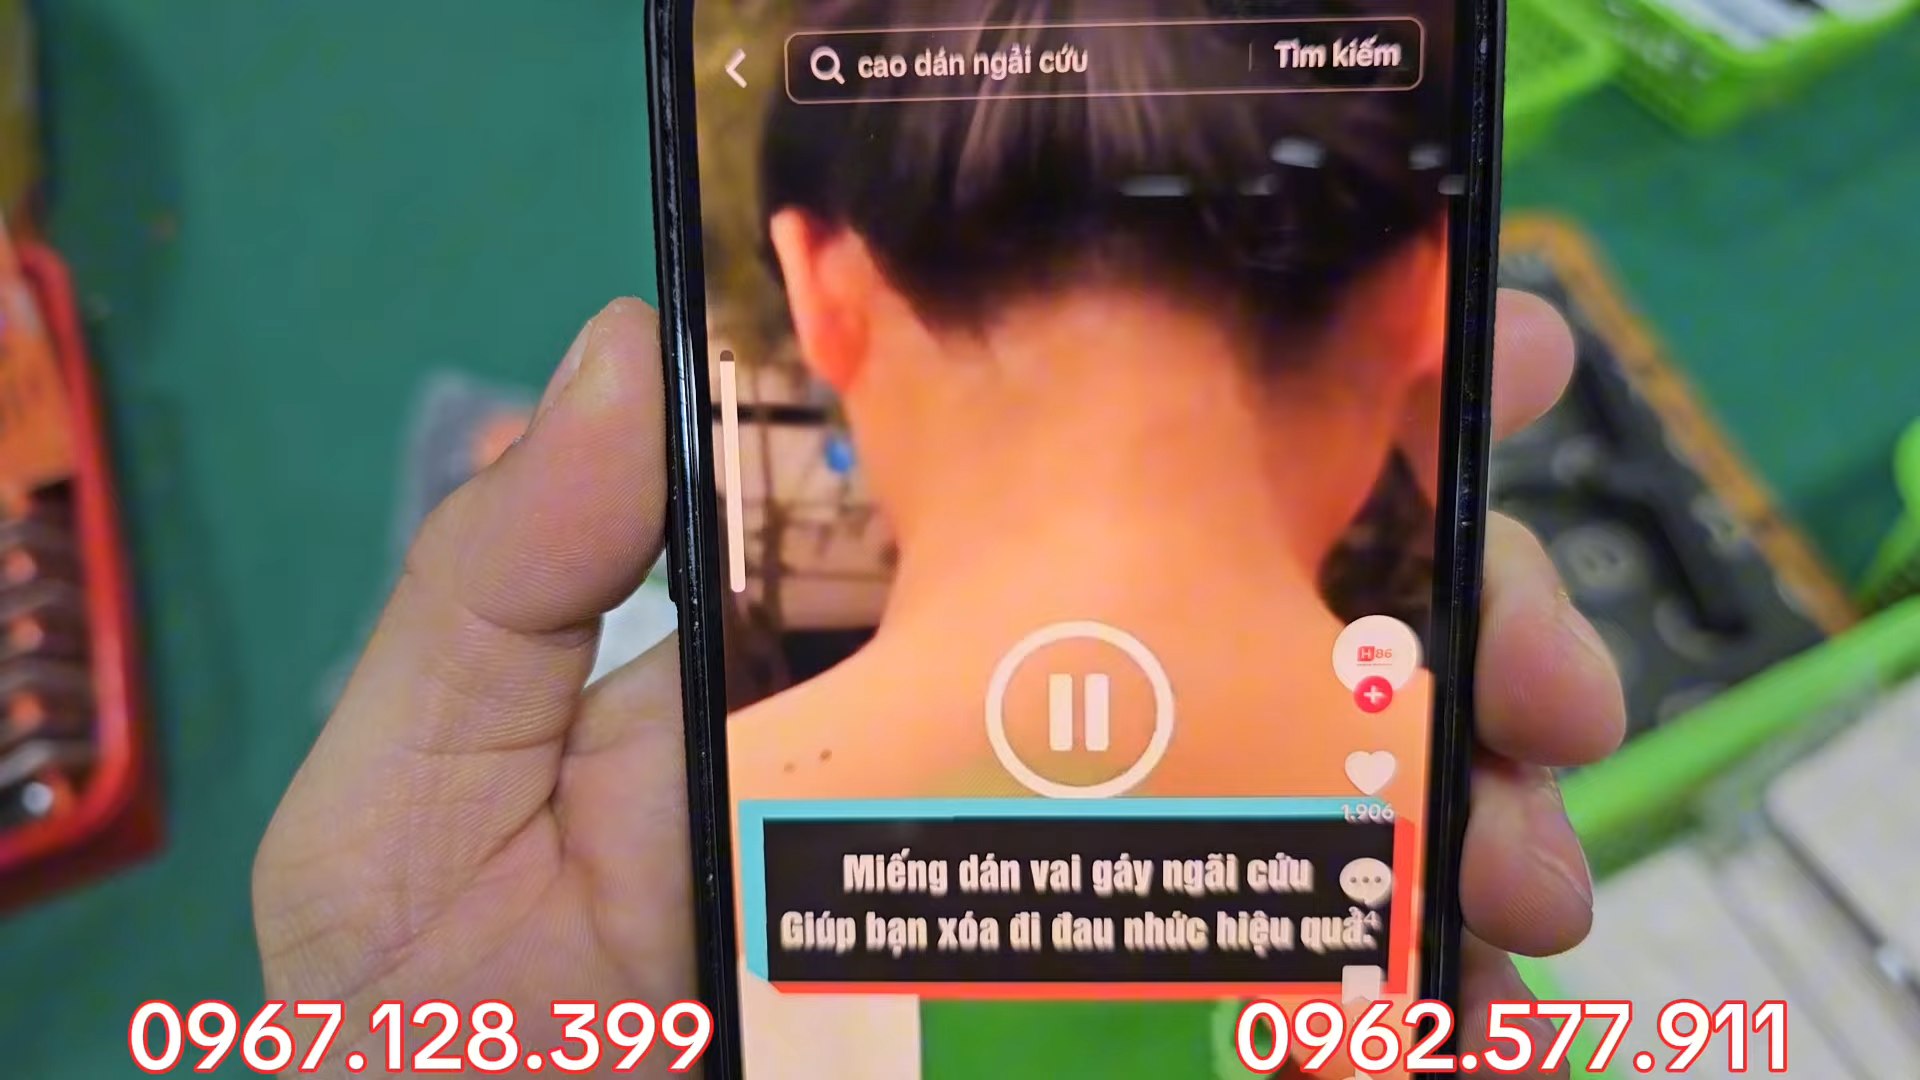 cao dán ngải cứu
Tìm kiếm
H86
1.906
Miếng dán vai gáy ngãi cứu
Giúp bạn xóa đi đau nhức hiệu quả.
0967.128.399
0962.577.911